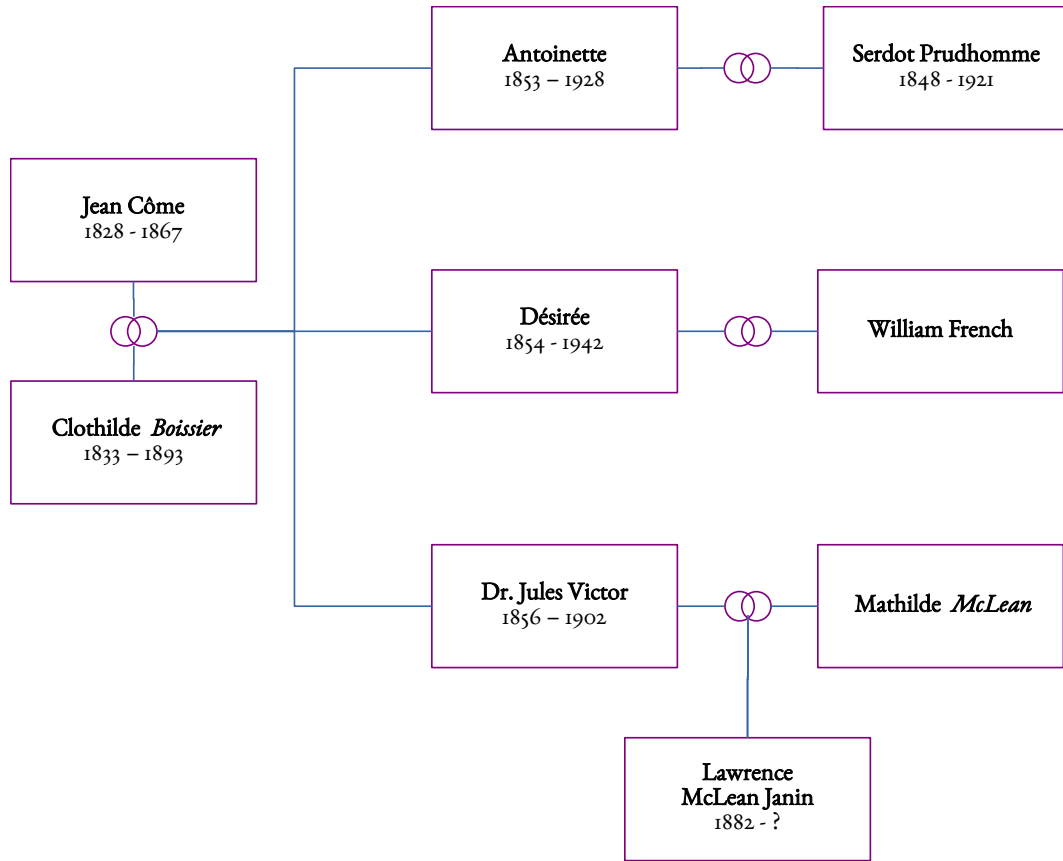 Antoinette
1853 – 1928
Serdot Prudhomme
1848 - 1921
Jean Côme
1828 - 1867
Désirée
1854 - 1942
William French
Clothilde Boissier
1833 – 1893
Dr. Jules Victor
1856 – 1902
Mathilde McLean
Lawrence
McLean Janin
1882 - ?